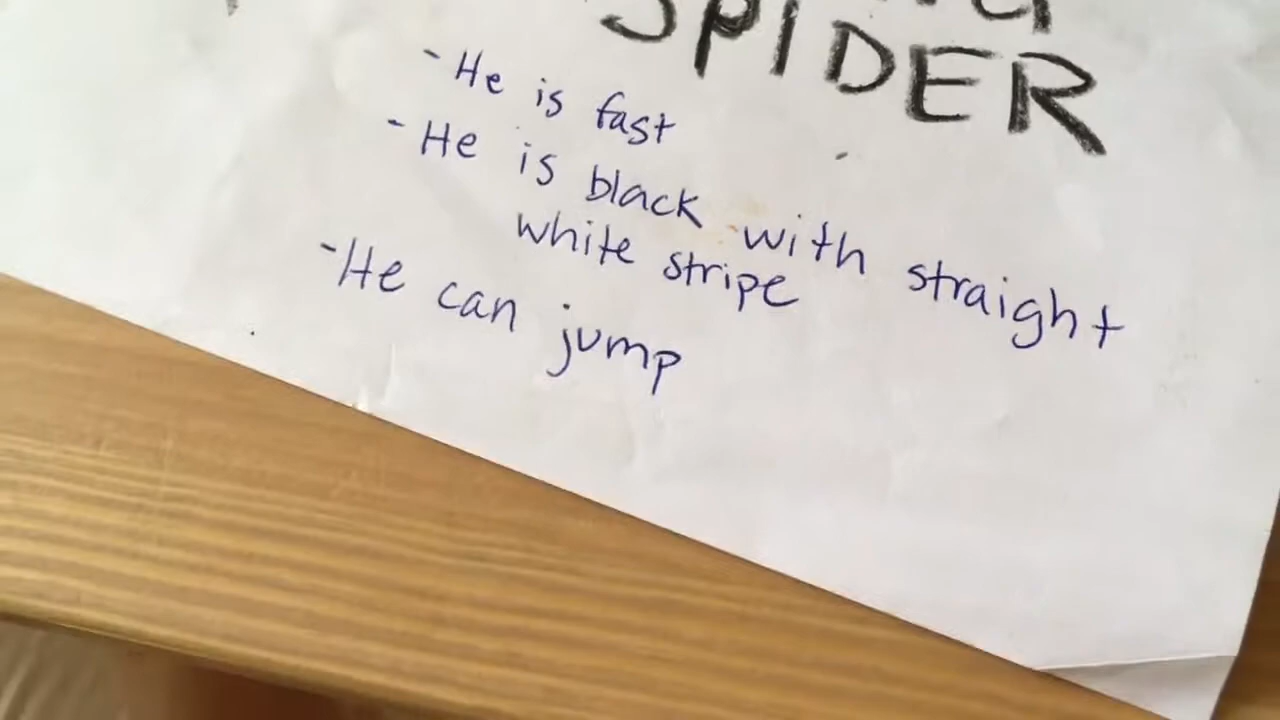 SPIDER
- He is fast
- He is black with straight
white stripe
- He can jump